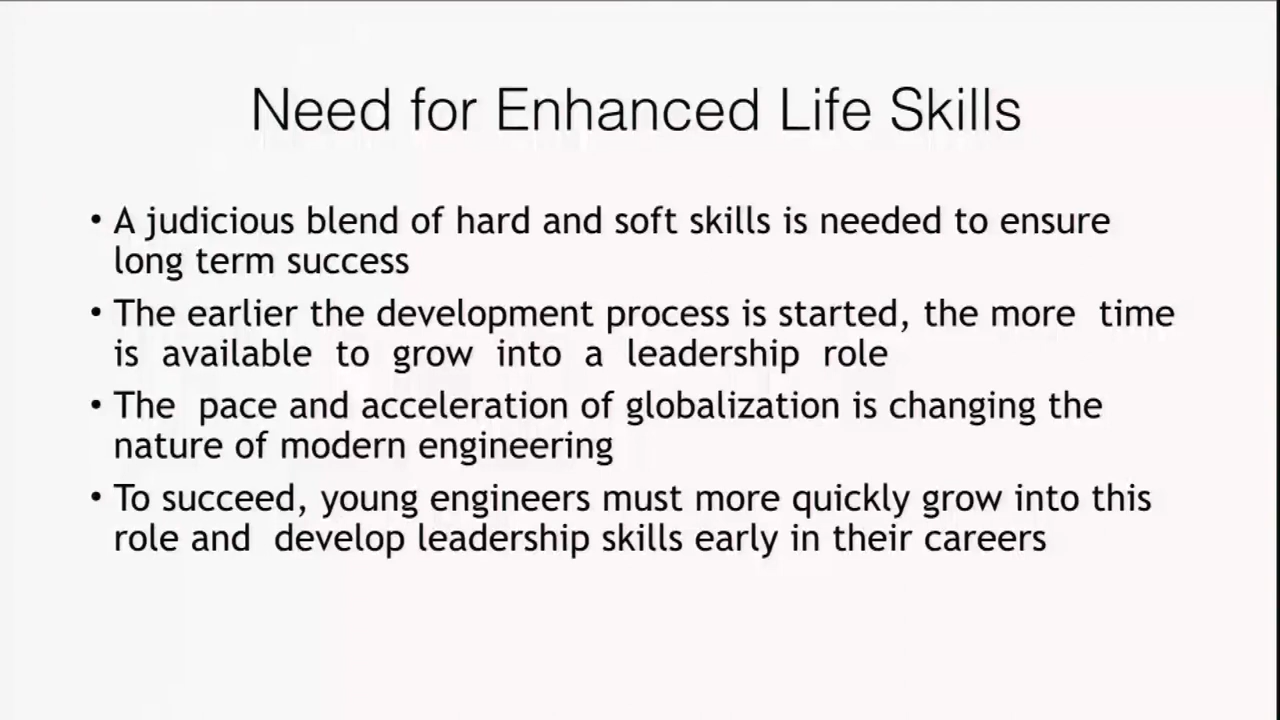 Need for Enhanced Life Skills
• A judicious blend of hard and soft skills is needed to ensure
long term success
• The earlier the development process is started, the more time
is available to grow into a leadership role
• The pace and acceleration of globalization is changing the
nature of modern engineering
• To succeed, young engineers must more quickly grow into this
role and develop leadership skills early in their careers